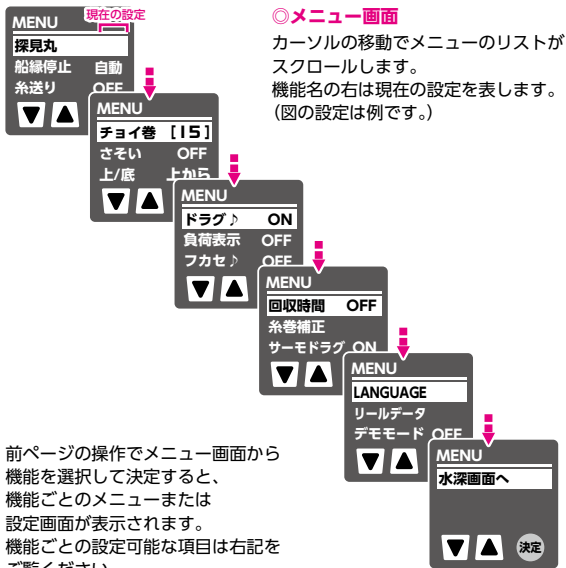 現在の設定
MENU
探見丸
船縁停止 自動
糸送り OFF
▼ ▲
◎メニュー画面
カーソルの移動でメニューのリストが
スクロールします。
機能名の右は現在の設定を表します。
(図の設定は例です。)
MENU
チョイ巻 [15]
さそい OFF
上/底 上から
▼ ▲
MENU
ドラグ♪ ON
負荷表示 OFF
フカセ♪ OFF
▼ ▲
MENU
回収時間 OFF
糸巻補正
サーモドラグ ON
▼ ▲
MENU
LANGUAGE
リールデータ
デモモード OFF
▼ ▲
MENU
水深画面へ
▼ ▲ 決定
前ページの操作でメニュー画面から
機能を選択して決定すると、
機能ごとのメニューまたは
設定画面が表示されます。
機能ごとの設定可能な項目は右記を
ご覧ください。